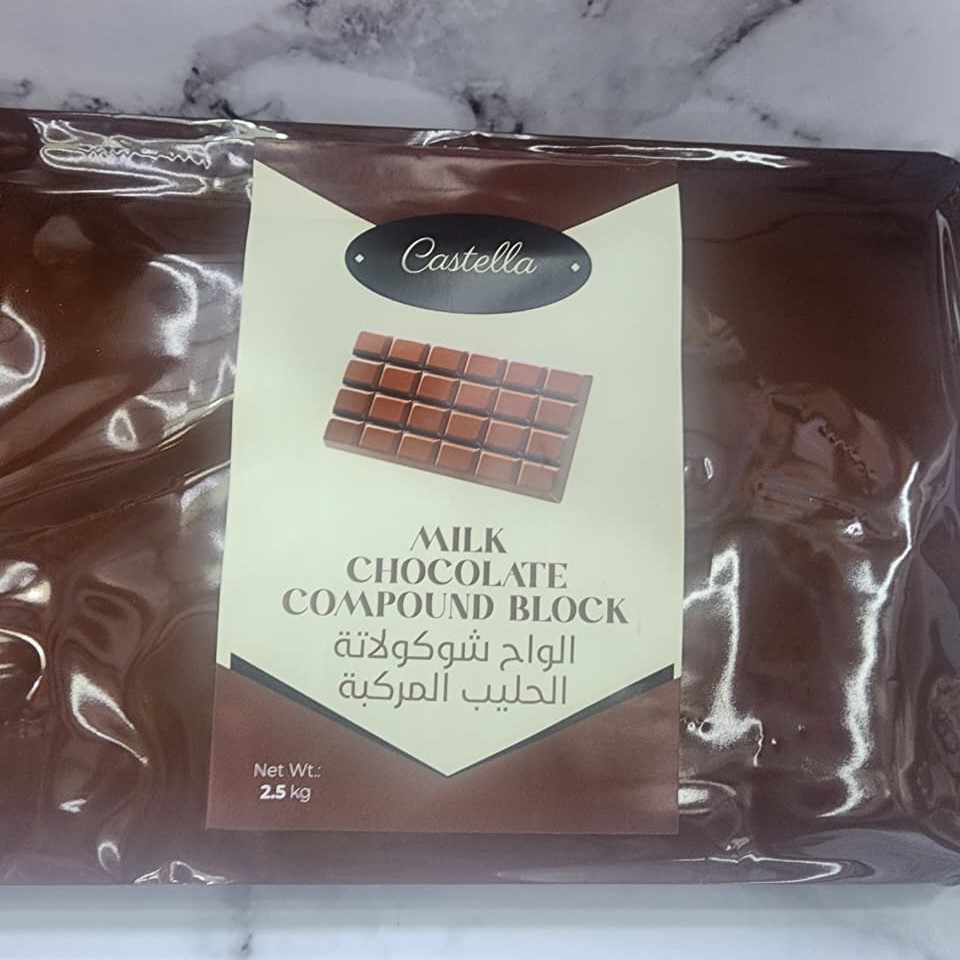 Castella
MILK
CHOCOLATE
COMPOUND BLOCK
الواح شوكولاتة
الحليب المركبة
Net Wt.:
2.5 kg